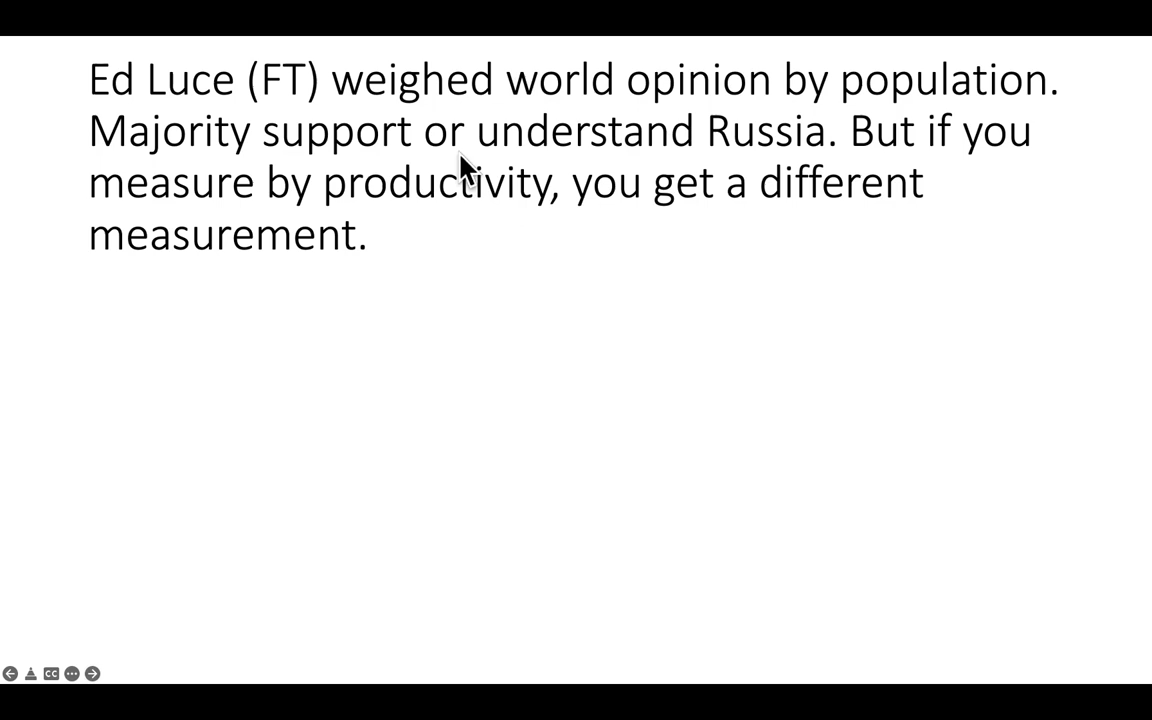 Ed Luce (FT) weighed world opinion by population.
Majority support or understand Russia. But if you
measure by productivity, you get a different
measurement.
CC